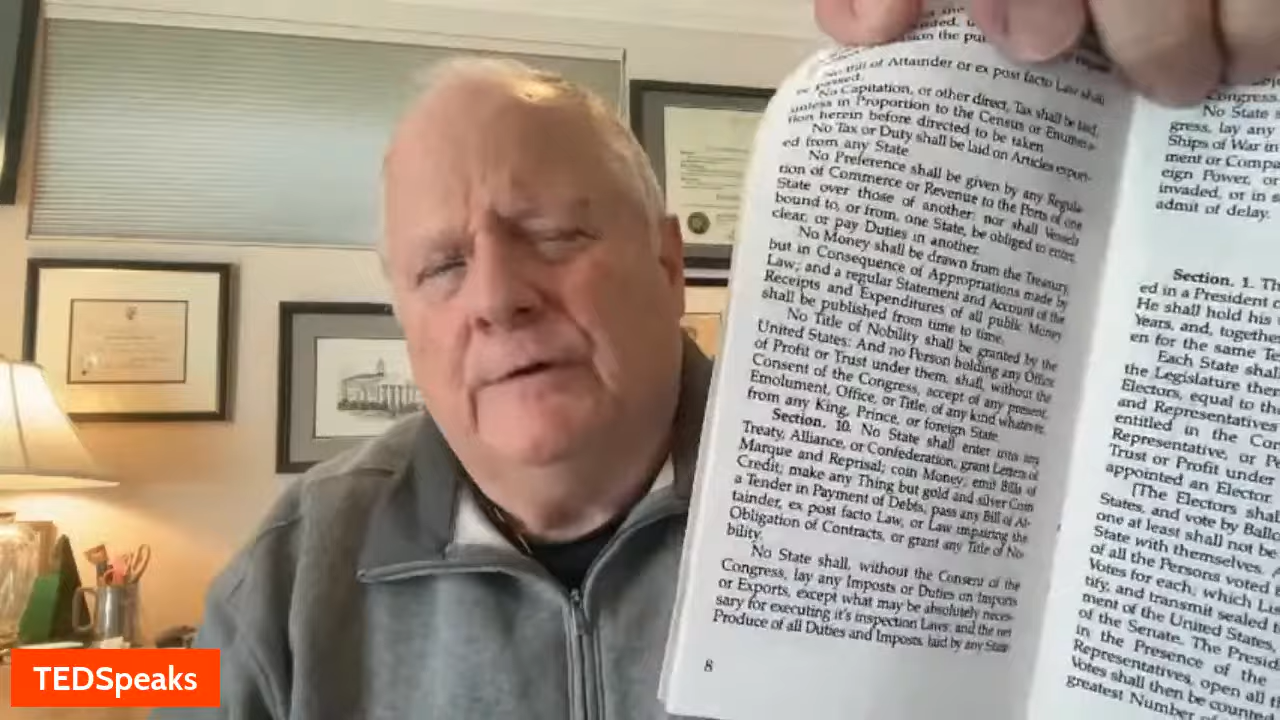 No Bill of Attainder or ex post facto Law shall
be passed.
No Capitation, or other direct, Tax shall be laid,
unless in Proportion to the Census or Enumera-
tion herein before directed to be taken
No Tax or Duty shall be laid on Articles export-
ed from any State
No Preference shall be given by any Regula-
tion of Commerce or Revenue to the Ports of one
State over those of another: nor shall Vessels
bound to, or from, one State, be obliged to enter,
clear, or pay Duties in another.
No Money shall be drawn from the Treasury,
but in Consequence of Appropriations made by
Law; and a regular Statement and Account of the
Receipts and Expenditures of all public Money
shall be published from time to time.
No Title of Nobility shall be granted by the
United States: And no Person holding any Office
of Profit or Trust under them, shall, without the
Consent of the Congress, accept of any present,
Emolument, Office, or Title, of any kind whatever,
from any King, Prince, or foreign State.
Section. 10. No State shall enter into any
Treaty, Alliance, or Confederation, grant Letters of
Marque and Reprisal; coin Money; emit Bills of
Credit; make any Thing but gold and silver Coin
a Tender in Payment of Debts, pass any Bill of At-
tainder, ex post facto Law, or Law impairing the
Obligation of Contracts, or grant any Title of No-
bility.
No State shall, without the Consent of the
Congress, lay any Imposts or Duties on Imports
or Exports, except what may be absolutely neces-
sary for executing it's inspection Laws: and the net
Produce of all Duties and Imposts, laid by any State
8
Congress
No State
gress, lay any
Ships of War in
ment or Compa
eign Power, or
invaded, or in s
admit of delay.
Section. 1. Th
ed in a President o
He shall hold his
Years, and, together
en for the same Te
Each State shall
the Legislature there
Electors, equal to the
and Representatives
entitled in the Con
Representative, or Pe
Trust or Profit under
appointed an Elector
[The Electors shal
States, and vote by Ballo
one at least shall not be
State with themselves.
of all the Persons voted f
Votes for each; which Lis
tify, and transmit sealed t
ment of the United States,
of the Senate. The Presid
in the Presence of the
Representatives, open all t
Votes shall then be counted
greatest Number o
TEDSpeaks